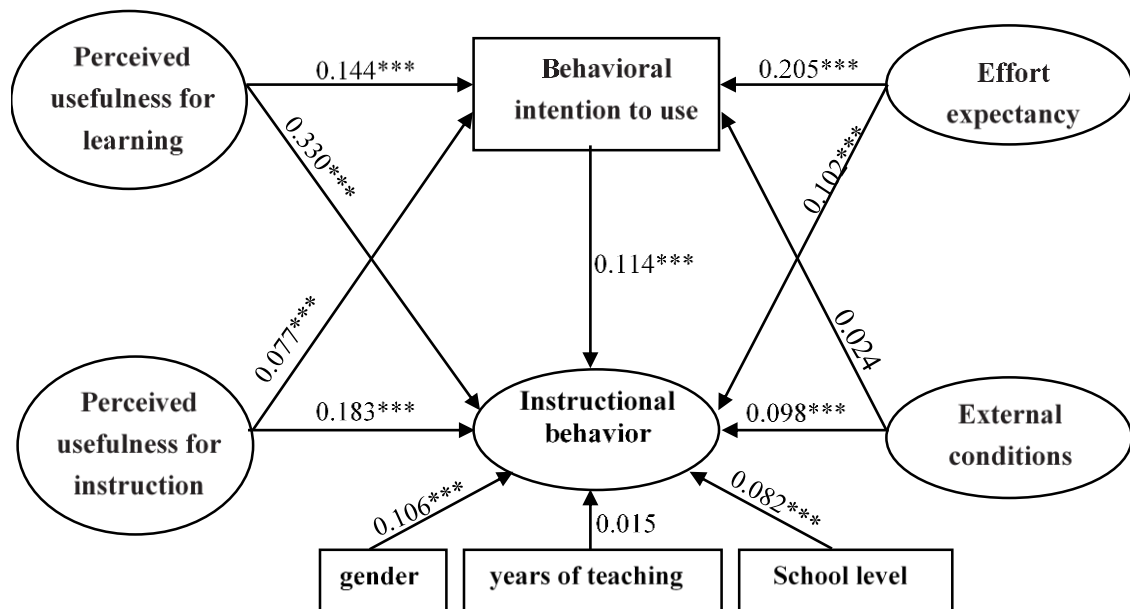 Perceived
usefulness for
learning
0.144***
Behavioral
intention to use
0.205***
Effort
expectancy
0.330***
0.102***
0.114***
0.077***
0.024
Perceived
usefulness for
instruction
0.183***
Instructional
behavior
0.098***
External
conditions
0.106***
0.015
0.082***
gender
years of teaching
School level